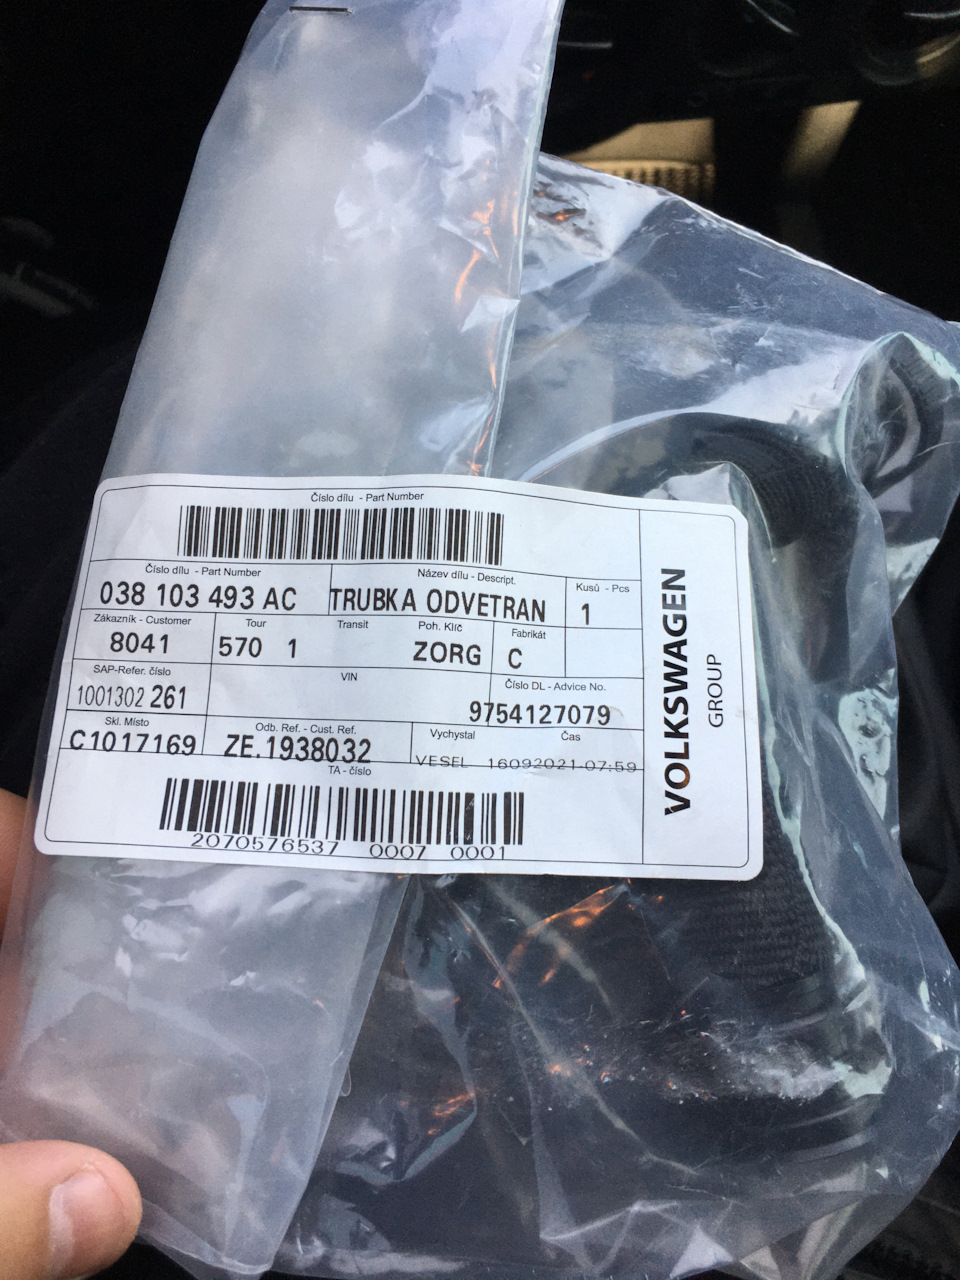 Číslo dílu - Part Number
Číslo dílu - Part Number
Název dílu - Descript.
Kusů - Pcs
038 103 493 AC
TRUBKA ODVETRAN
1
Zákazník - Customer
Tour
Transit
Poh. Klíč
Fabrikát
8041
570 1
ZORG
C
SAP-Refer. číslo
VIN
Číslo DL - Advice No.
1001302 261
9754127079
Skl. Místo
Odb. Ref. - Cust. Ref.
Vychystal
Čas
C1017169
ZE.1938032
VESEL 16092021-07:59
TA - číslo
2070576537 0007 0001
VOLKSWAGEN
GROUP